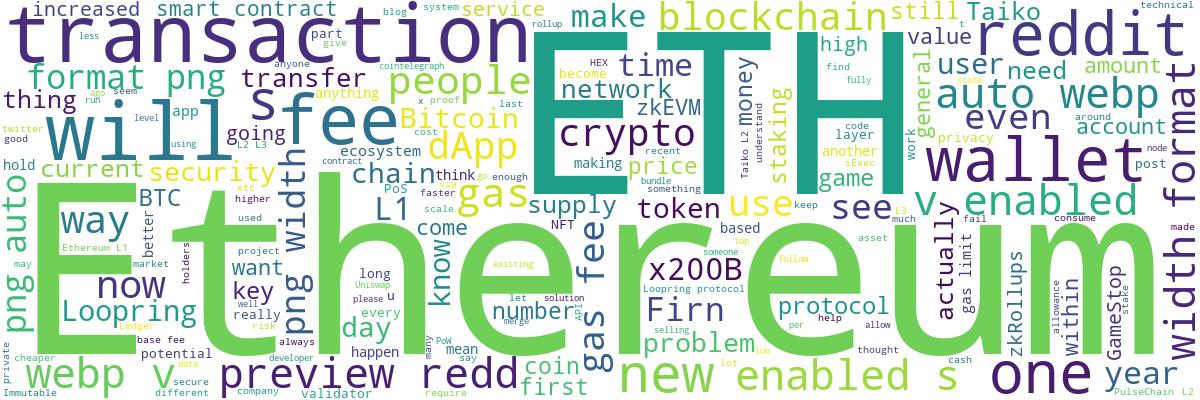 Ethereum
ETH
transaction
will
fee
s
reddit
wallet
one
new
enabled s
v enabled
preview redd
webp v
format png
png auto
png width
width format
auto webp
gas fee
gas
dApp
people
Bitcoin
crypto
blockchain
time
network
zkEVM
make
smart contract
increased
service
part
transfer
thing
anything
going
app
security
current
chain
L1
way
BTC
now
Loopring
key
want
really
day
know
come
supply
token
use
see
x200B
Firn
Loopring protocol
protocol
problem
number
coin
first
year
actually
gas limit
zkRollups
within
GameStop
amount
account
even
need
user
value
Taiko
still
high
general
privacy
staking
money
Taiko L2
understand
price
game
making
ecosystem
think
PoS
better
potential
base fee
happen
mean
validator
developer
company
different
secure
private
Immutable
cheaper
data
Ledger
risk
well
market
may
Ethereum L1
project
used
higher
etc
holders
hold
using
L2 L3
level
good
twitter
run
ago
seem
less
blog
system
rollup
give
anyone
cointelegraph
x
proof
last
cost
contract
go
via
faster
enough
scale
long
Uniswap
please
u
every
always
say
many
PoW
require
merge
let
solution
existing
API
NFT
something
based
top
someone
keep
follow
asset
much
L3
selling
per
help
allow
thought
lot
low
cash
fail
consume
made
state
node
around
post
work
iExec
another
layer
code
recent
bundle
become
HEX
find
fully
t
technical
allowance
stake
PulseChain L2